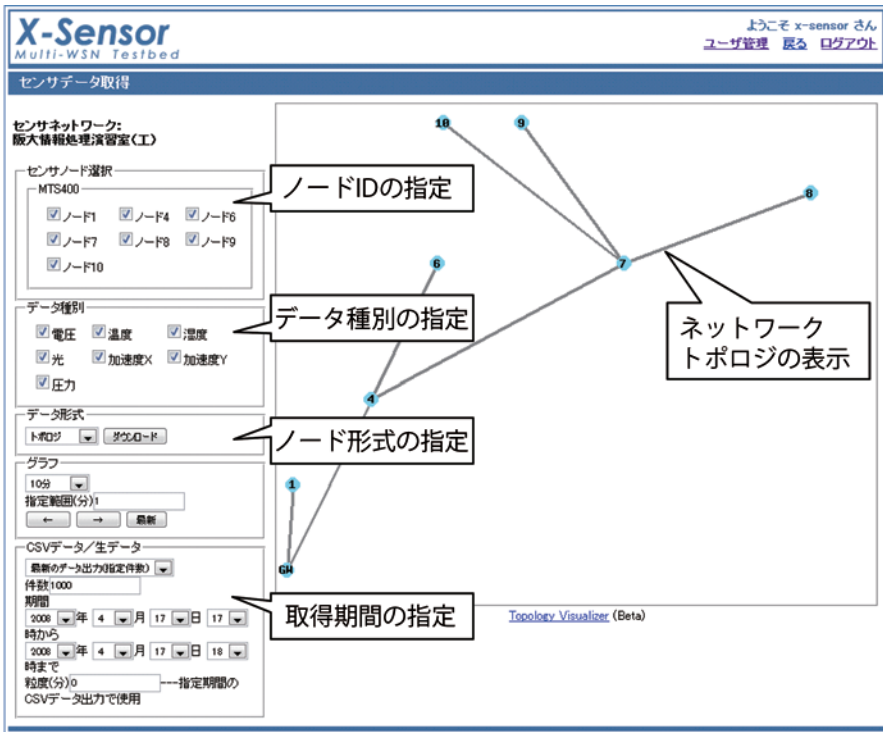 X-Sensor
Multi-WSN Testbed
ようこそ x-sensor さん
ユーザ管理 戻る ログアウト
センサデータ取得
センサネットワーク:
阪大情報処理演習室(工)
センサノード選択
MTS400
ノード1 ノード4 ノード6
ノード7 ノード8 ノード9
ノード10
ノードIDの指定
データ種別
電圧 温度 湿度
光 加速度X 加速度Y
圧力
データ種別の指定
データ形式
トポロジ ダウンロード
ノード形式の指定
グラフ
10分
指定範囲(分)1
← → 最新
CSVデータ/生データ
最新のデータ出力(指定件数)
件数1000
期間
2008 年 4 月 17 日 17
時から
2008 年 4 月 17 日 18
時まで
粒度(分)0 ---指定期間の
CSVデータ出力で使用
取得期間の指定
10
9
8
7
6
4
1
GW
ネットワーク
トポロジの表示
Topology Visualizer (Beta)